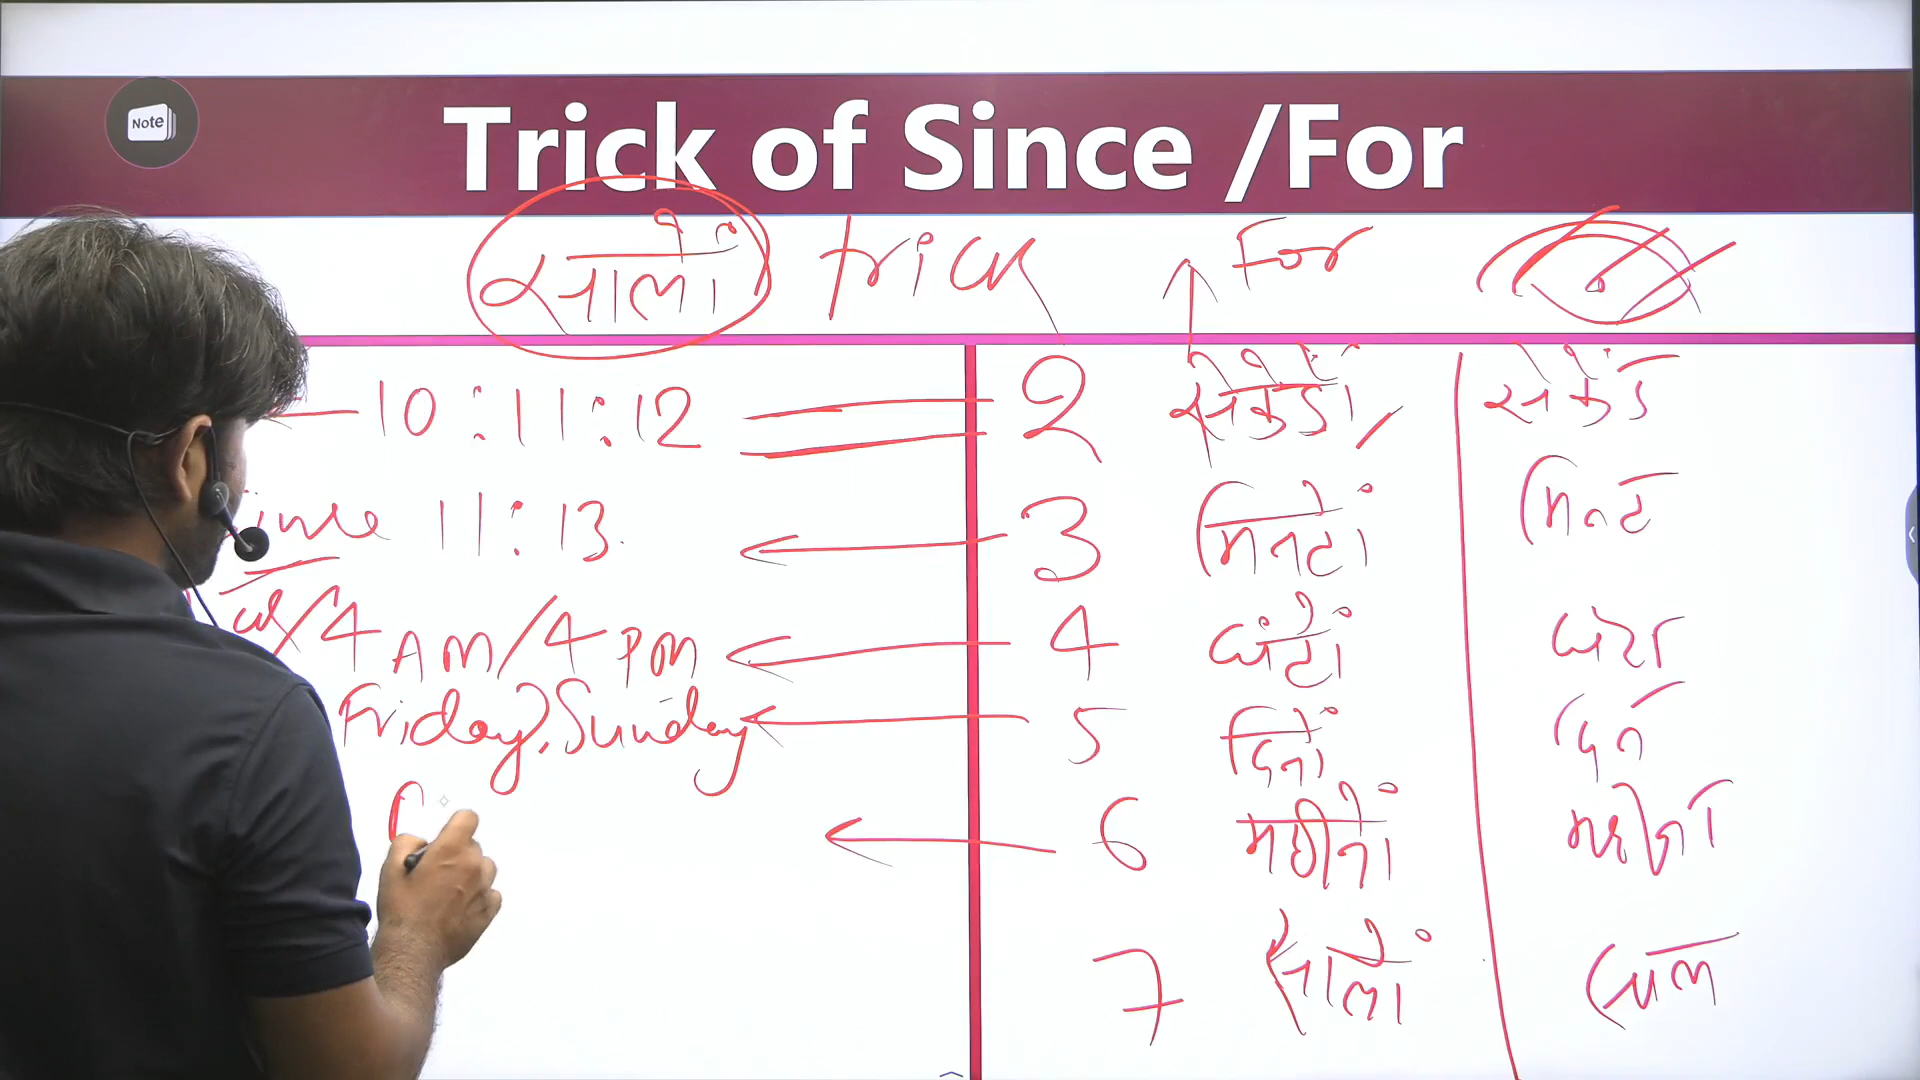 Note
Trick of Since /For
सालों trick For
10:11:12 2 सेकेंडों सेकेंड
ince 11:13. 3 मिनटों मिनट
/4 AM/4 PM 4 घंटों घंटा
Friday, Sunday 5 दिनों दिन
6 महीनों महीना
7 सालों साल